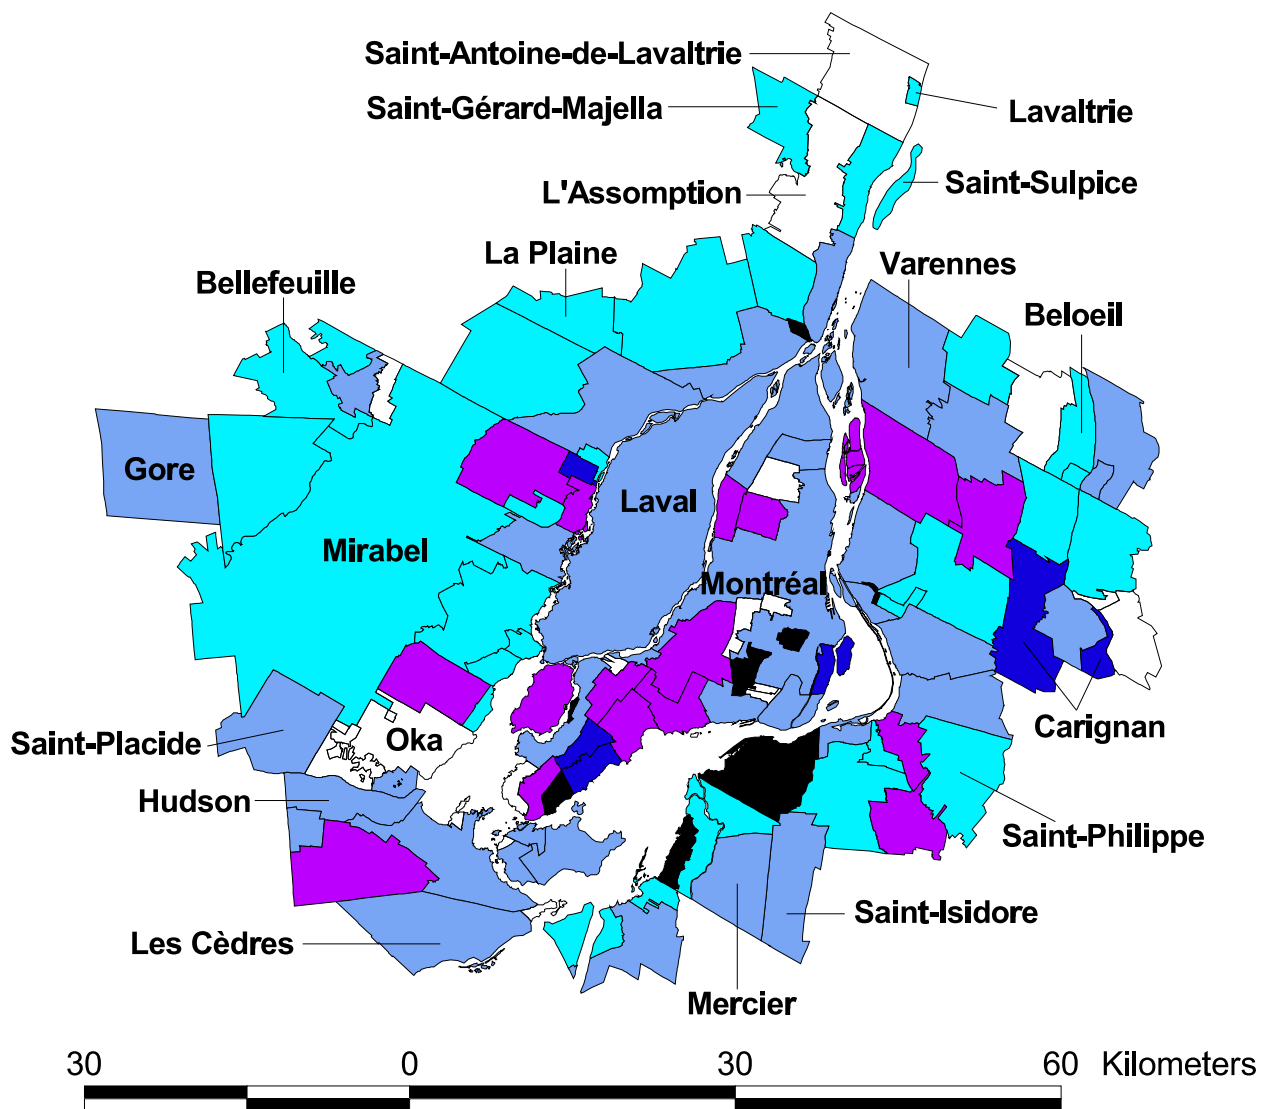 Saint-Antoine-de-Lavaltrie
Saint-Gérard-Majella
Lavaltrie
L'Assomption
Saint-Sulpice
La Plaine
Varennes
Bellefeuille
Beloeil
Gore
Laval
Mirabel
Montréal
Saint-Placide
Oka
Carignan
Hudson
Saint-Philippe
Saint-Isidore
Les Cèdres
Mercier
30 0 30 60 Kilometers